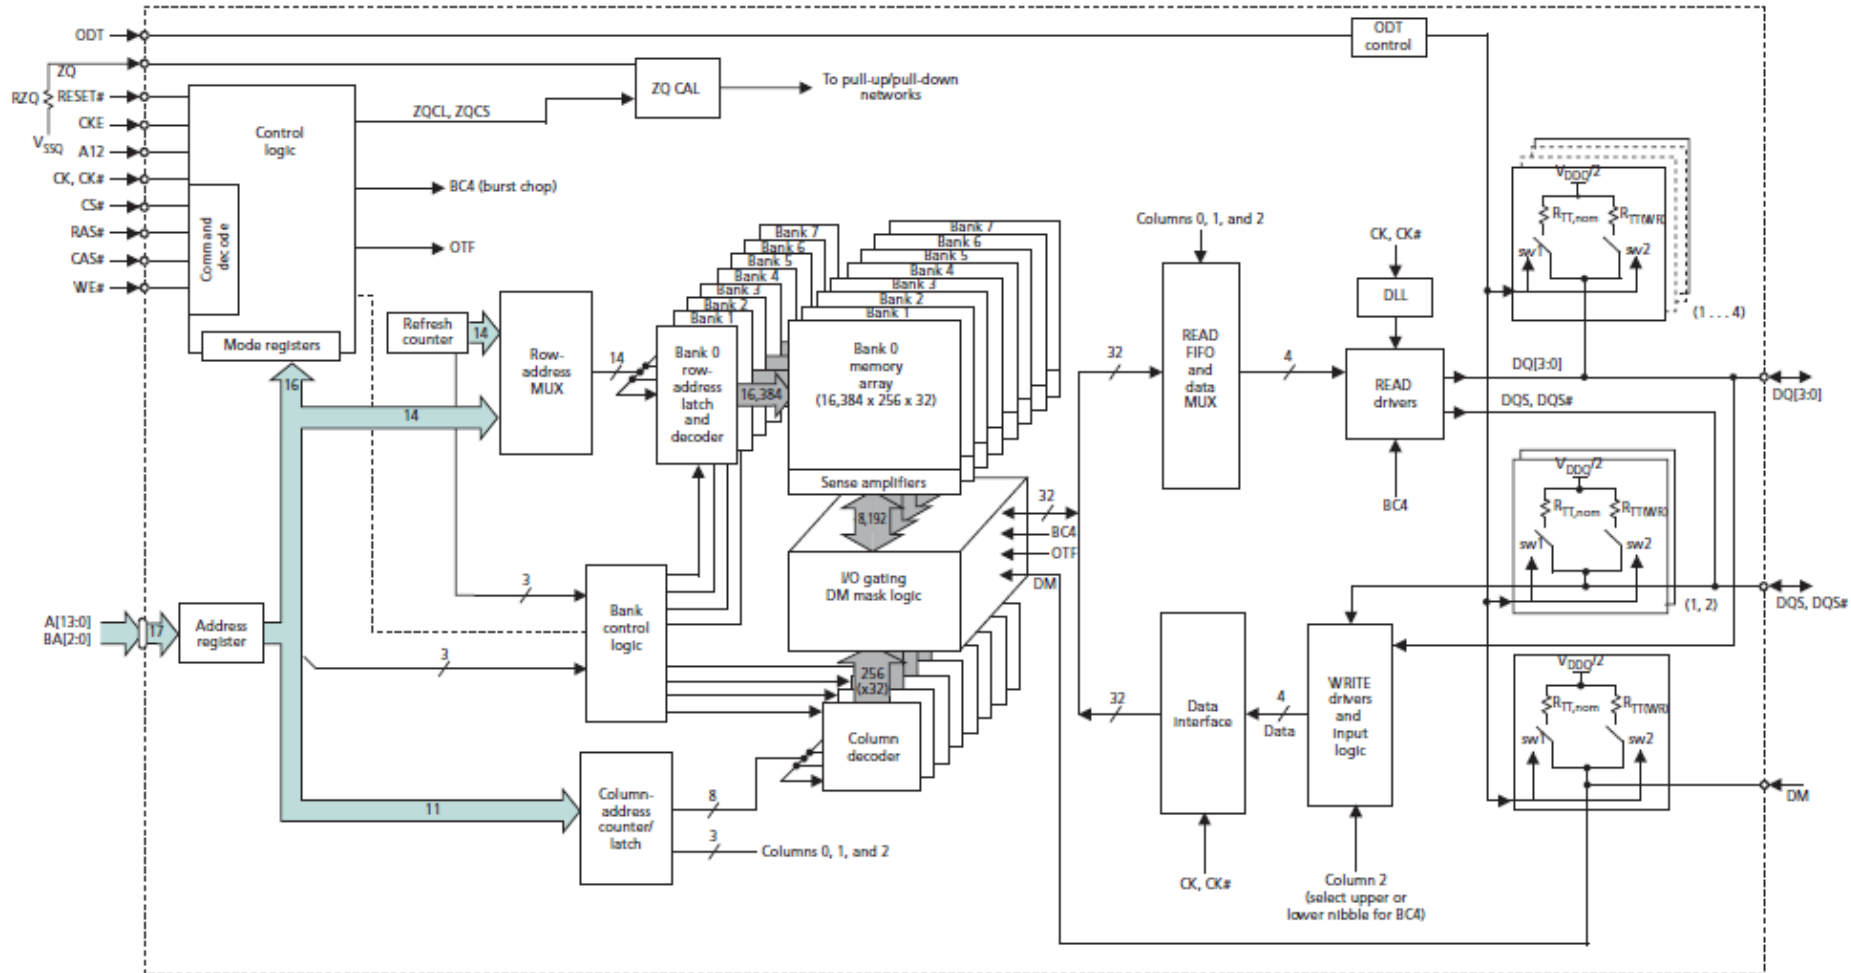 ODT
ODT
control
ZQ
RZQ
RESET#
CKE
VSSQ
A12
CK, CK#
CS#
RAS#
CAS#
WE#
Control
logic
Command
decode
Mode registers
ZQCL, ZQCS
ZQ CAL
To pull-up/pull-down
networks
BC4 (burst chop)
OTF
Refresh
counter
14
16
14
Row-
address
MUX
14
Bank 7
Bank 6
Bank 5
Bank 4
Bank 3
Bank 2
Bank 1
Bank 0
row-
address
latch
and
decoder
16,384
Bank 7
Bank 6
Bank 5
Bank 4
Bank 3
Bank 2
Bank 1
Bank 0
memory
array
(16,384 x 256 x 32)
Sense amplifiers
8,192
I/O gating
DM mask logic
32
BC4
OTF
DM
A[13:0]
BA[2:0]
17
Address
register
3
3
Bank
control
logic
256
(x32)
Column
decoder
11
Column-
address
counter/
latch
8
3
Columns 0, 1, and 2
Columns 0, 1, and 2
32
READ
FIFO
and
data
MUX
4
CK, CK#
DLL
READ
drivers
BC4
DQ[3:0]
DQS, DQS#
32
Data
interface
CK, CK#
4
Data
WRITE
drivers
and
input
logic
Column 2
(select upper or
lower nibble for BC4)
VDDQ/2
RTT,nom
RTT(WR)
sw1
sw2
(1 . . . 4)
DQ[3:0]
VDDQ/2
RTT,nom
RTT(WR)
sw1
sw2
(1, 2)
DQS, DQS#
VDDQ/2
RTT,nom
RTT(WR)
sw1
sw2
DM